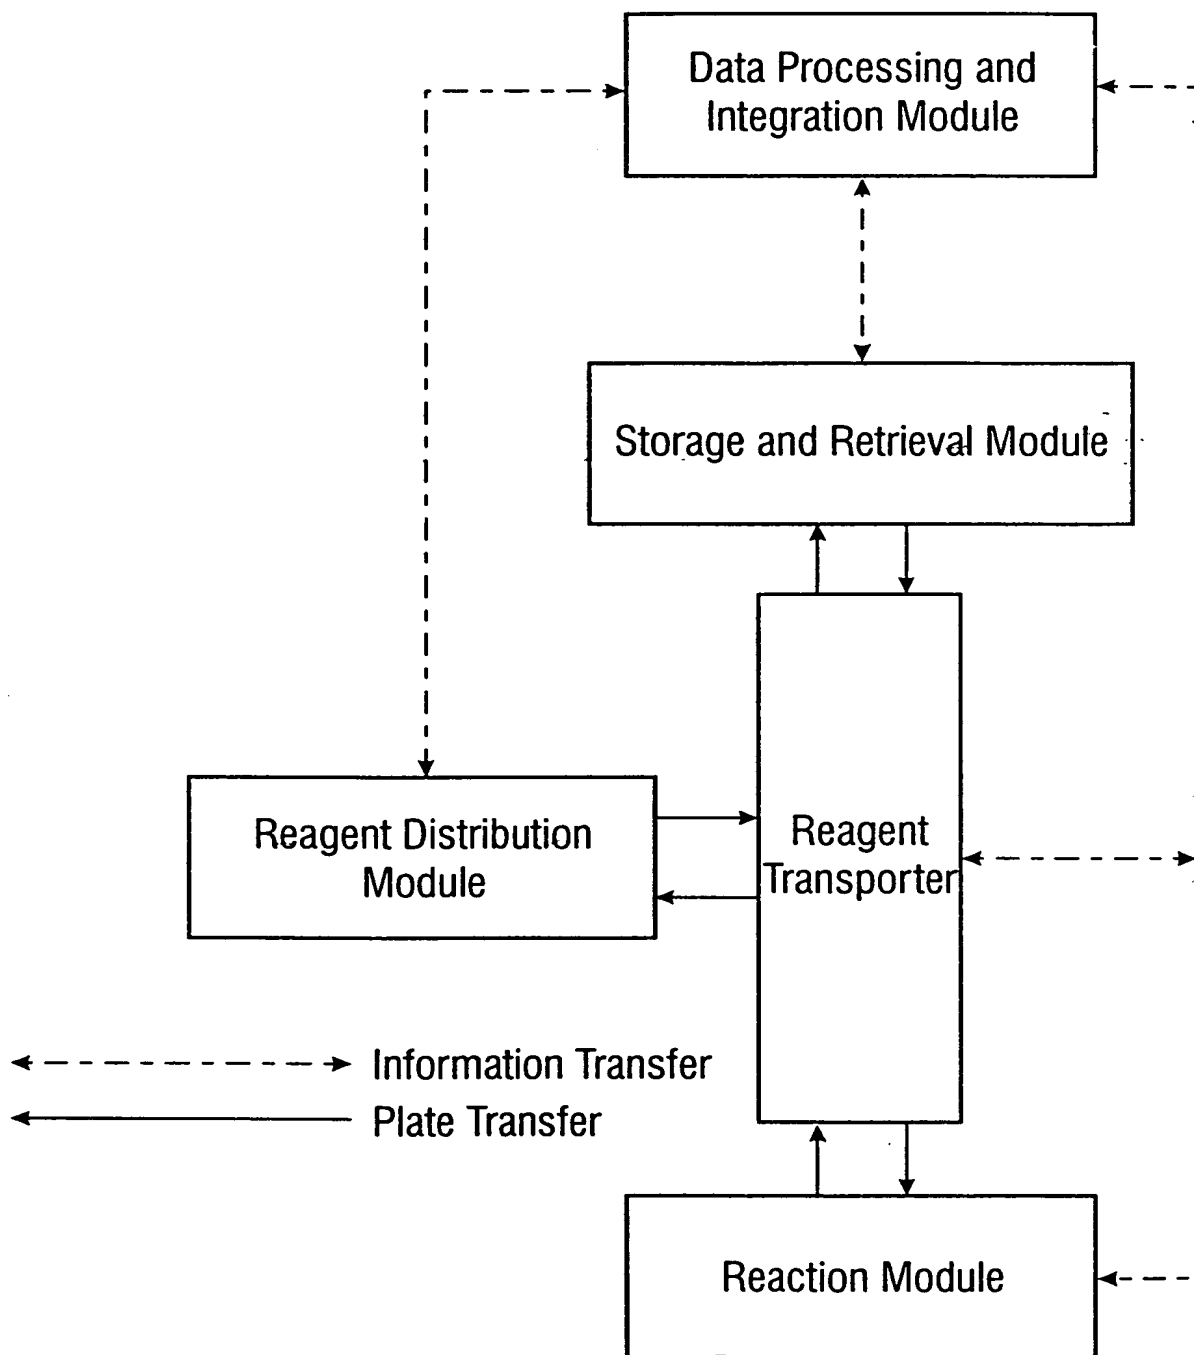 Data Processing and
Integration Module
Storage and Retrieval Module
Reagent Distribution
Module
Reagent
Transporter
Information Transfer
Plate Transfer
Reaction Module